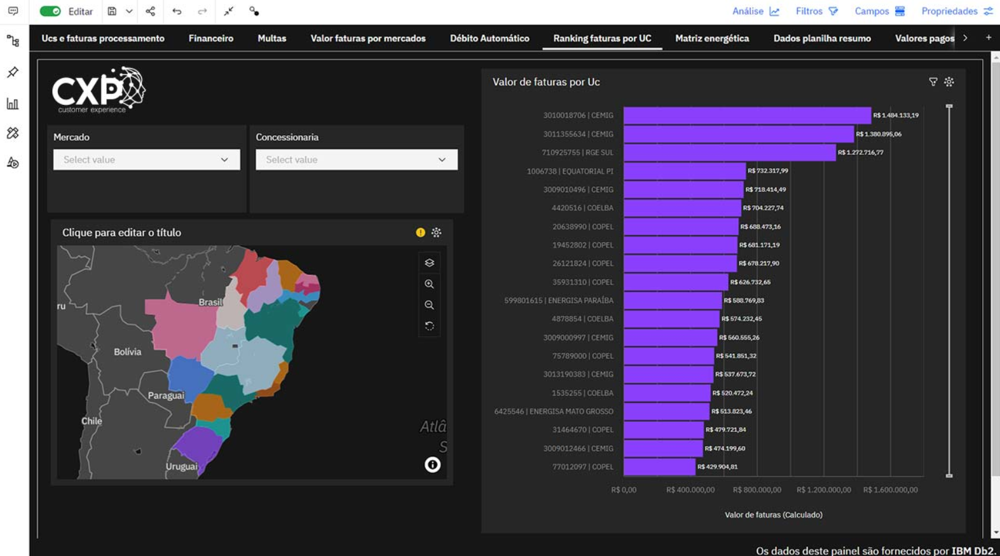 Editar
Análise
Filtros
Campos
Propriedades
Ucs e faturas processamento
Financeiro
Multas
Valor faturas por mercados
Débito Automático
Ranking faturas por UC
Matriz energética
Dados planilha resumo
Valores pagos
CXP
customer experience
Mercado
Select value
Concessionaria
Select value
Clique para editar o título
ru
Brasil
Bolívia
Paraguai
Chile
Uruguai
Atlâ
S
Valor de faturas por Uc
3010018706 | CEMIG R$ 1.484.133,19
3011355634 | CEMIG R$ 1.380.895,06
710925755 | RGE SUL R$ 1.272.716,77
1006738 | EQUATORIAL PI R$ 732.317,99
3009010496 | CEMIG R$ 718.414,49
4420516 | COELBA R$ 704.227,74
20638990 | COPEL R$ 688.473,16
19452802 | COPEL R$ 681.171,19
26121824 | COPEL R$ 678.217,90
35931310 | COPEL R$ 626.732,65
599801615 | ENERGISA PARAÍBA R$ 588.769,83
4878854 | COELBA R$ 574.232,45
3009000997 | CEMIG R$ 560.555,26
75789000 | COPEL R$ 541.851,32
3013190383 | CEMIG R$ 537.673,72
1535255 | COELBA R$ 520.472,24
6425546 | ENERGISA MATO GROSSO R$ 513.823,46
31464670 | COPEL R$ 479.721,84
3009012466 | CEMIG R$ 474.199,60
77012097 | COPEL R$ 429.904,81
R$ 0,00 R$ 400.000,00 R$ 800.000,00 R$ 1.200.000,00 R$ 1.600.000,00
Valor de faturas (Calculado)
Os dados deste painel são fornecidos por IBM Db2.